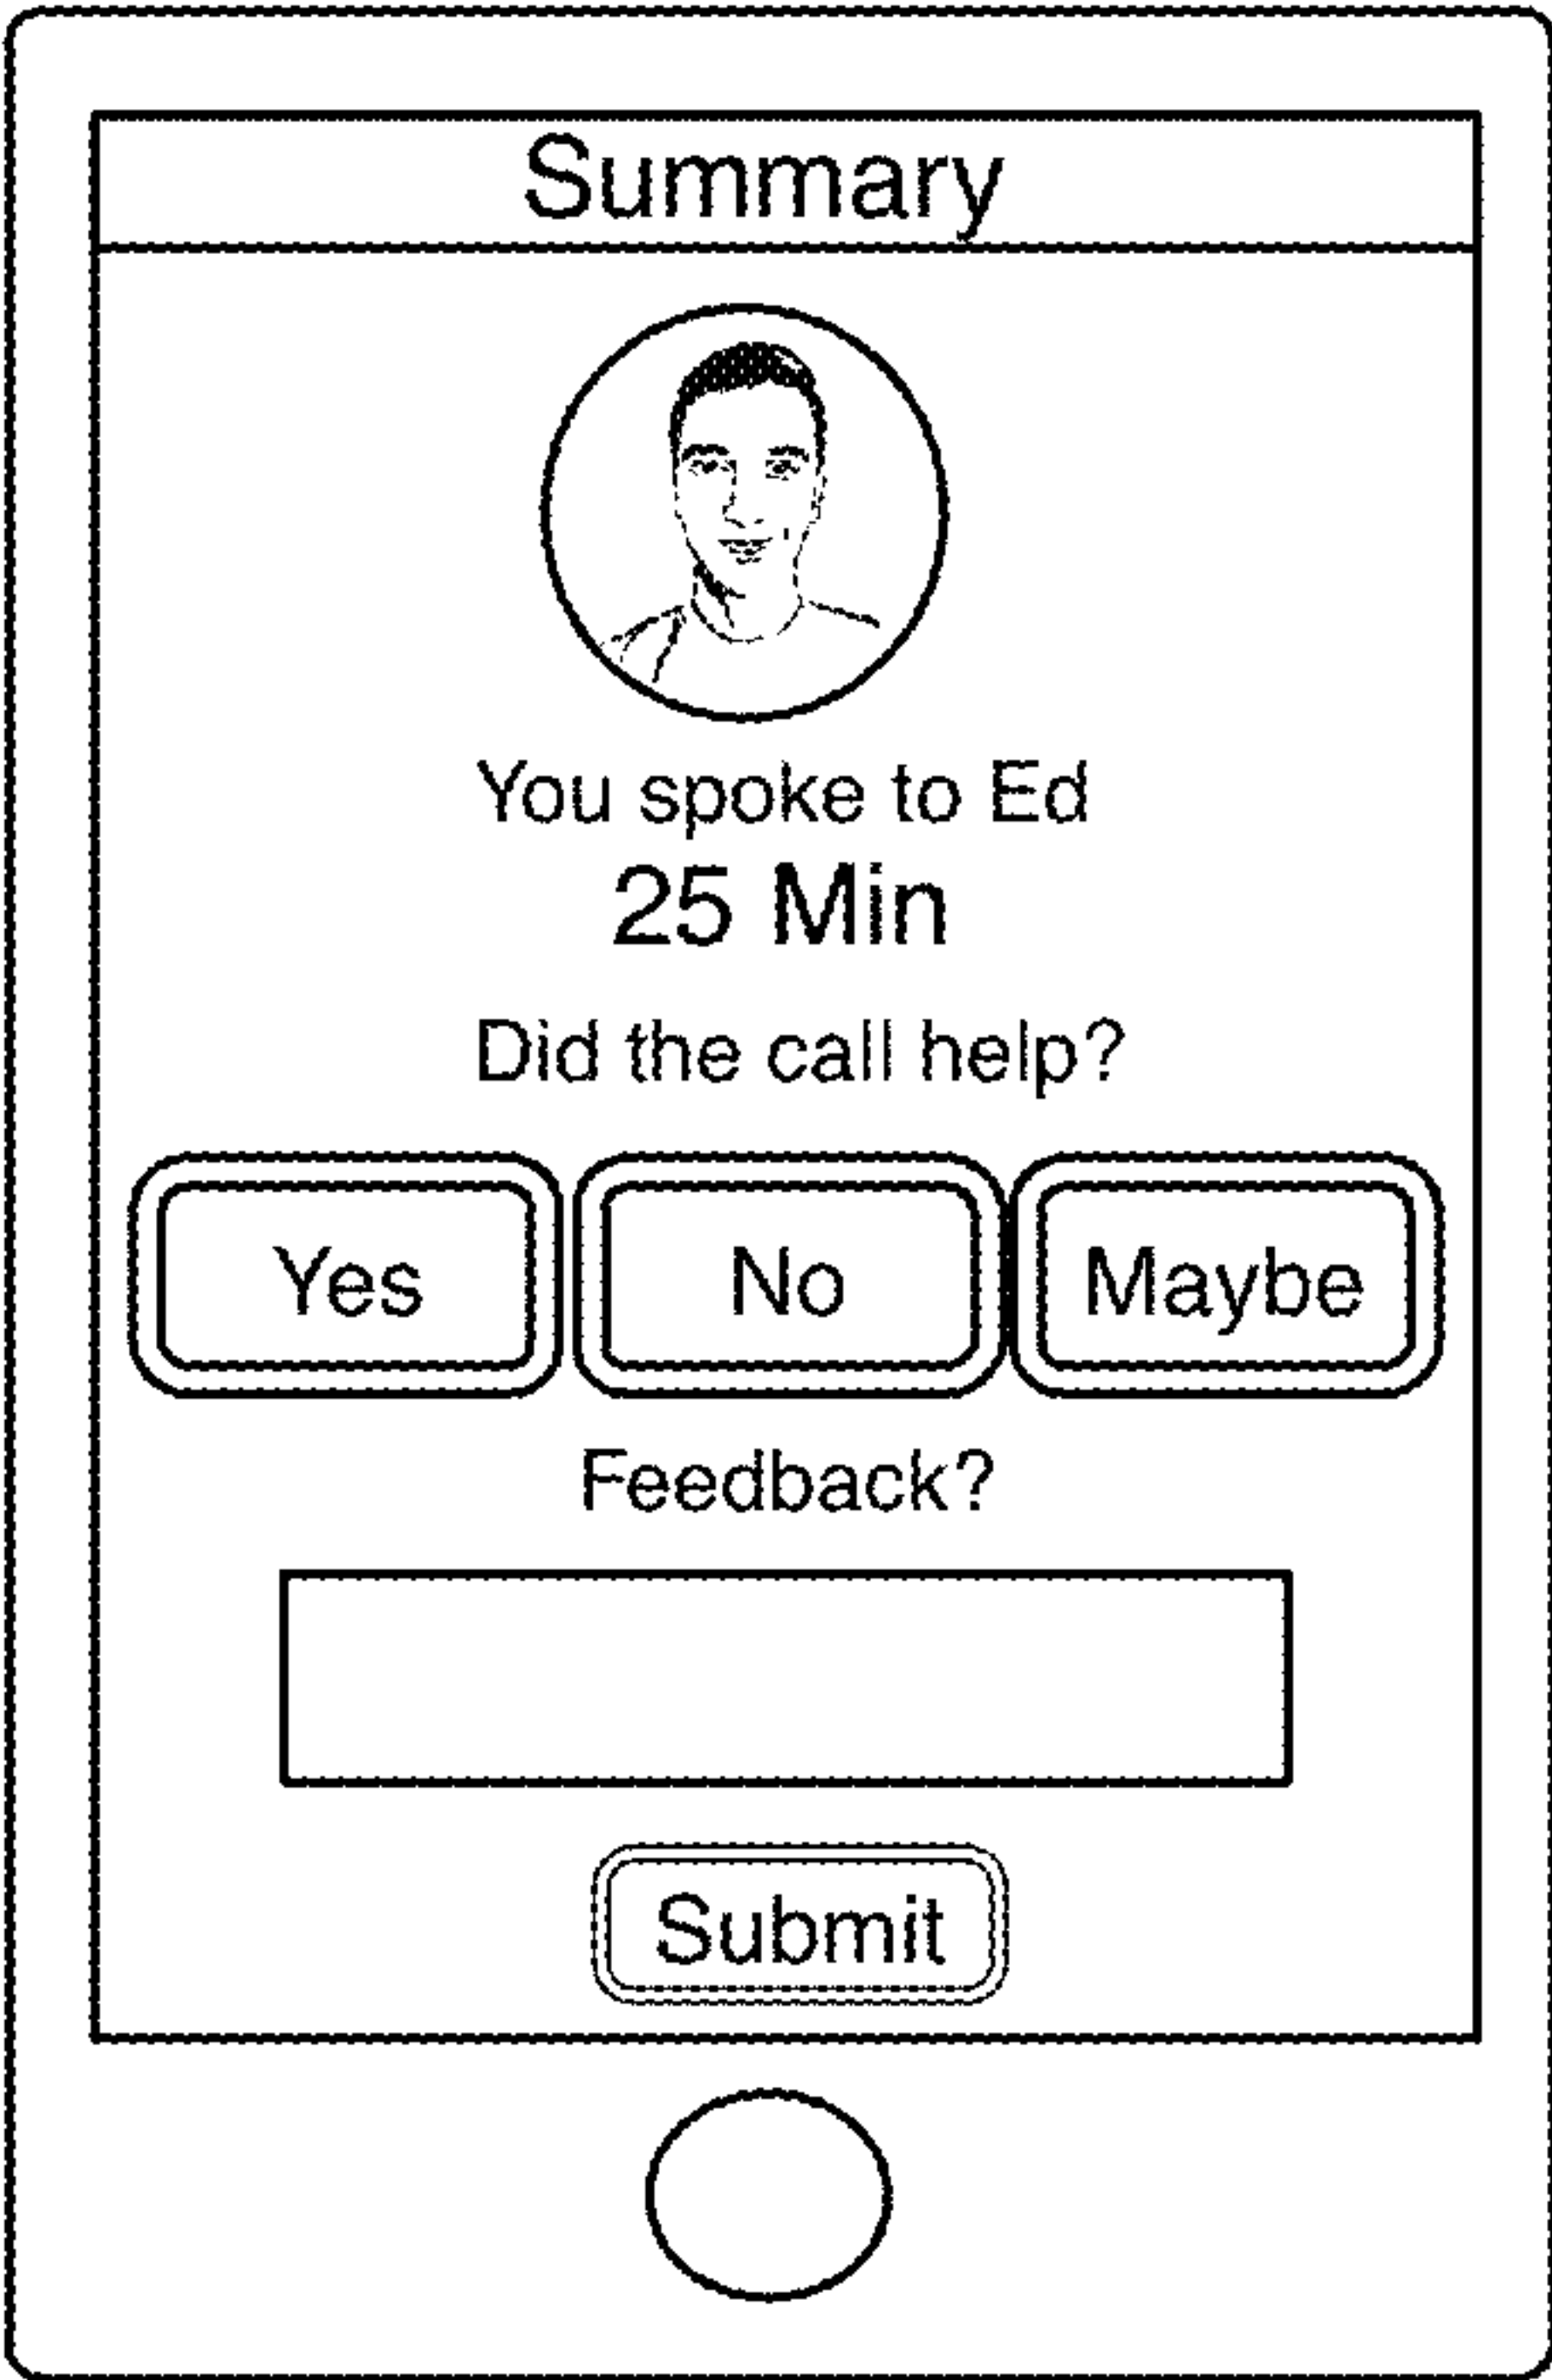 Summary
You spoke to Ed
25 Min
Did the call help?
Yes No Maybe
Feedback?
Submit